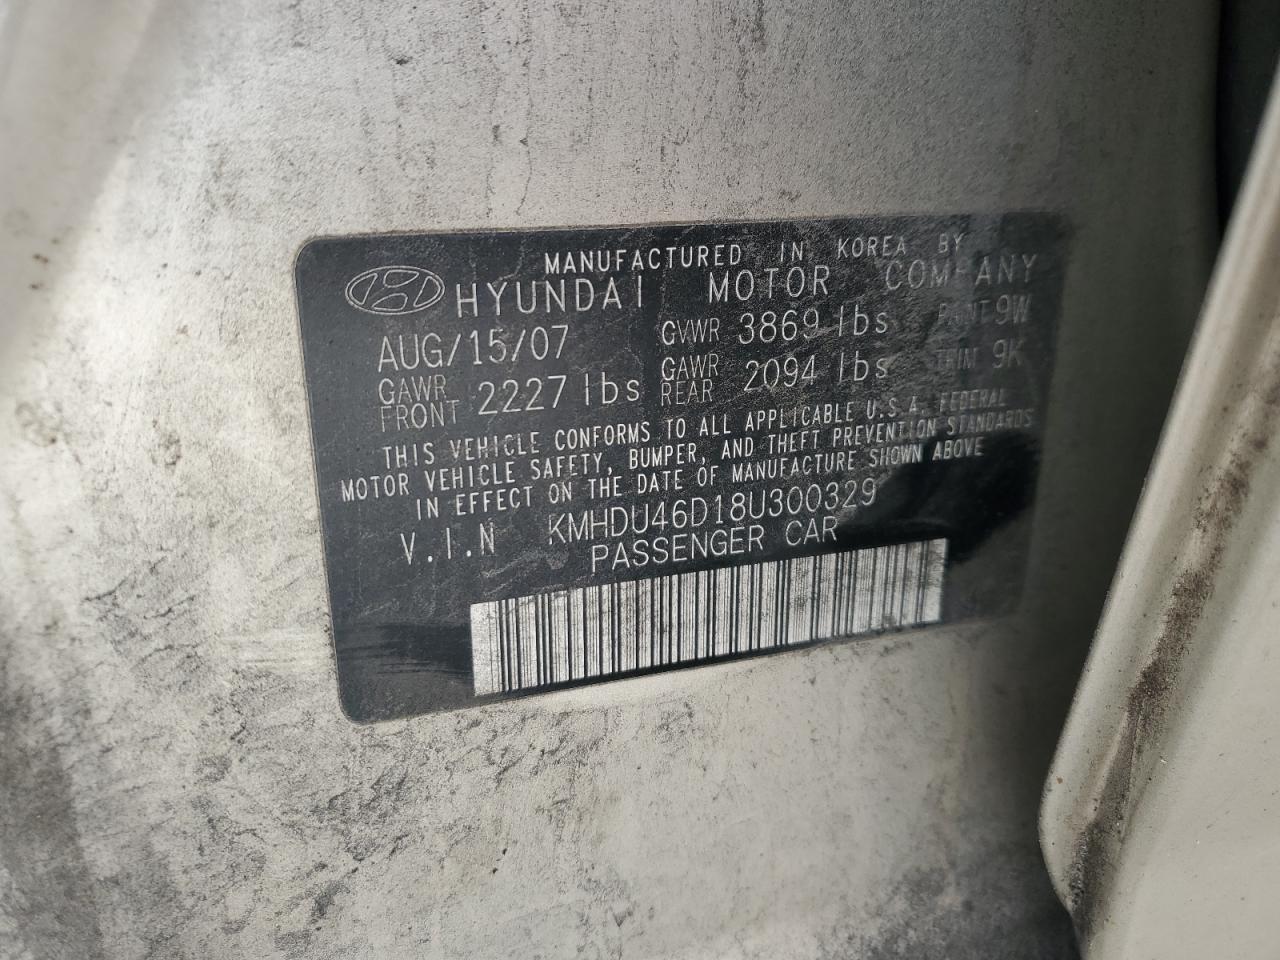 MANUFACTURED IN KOREA BY
HYUNDAI MOTOR COMPANY
AUG/15/07 GVWR 3869 lbs PAINT 9W
GAWR FRONT 2227 lbs GAWR REAR 2094 lbs TRIM 9K
THIS VEHICLE CONFORMS TO ALL APPLICABLE U.S.A. FEDERAL
MOTOR VEHICLE SAFETY, BUMPER, AND THEFT PREVENTION STANDARDS
IN EFFECT ON THE DATE OF MANUFACTURE SHOWN ABOVE
V.I.N KMHDU46D18U300329
PASSENGER CAR